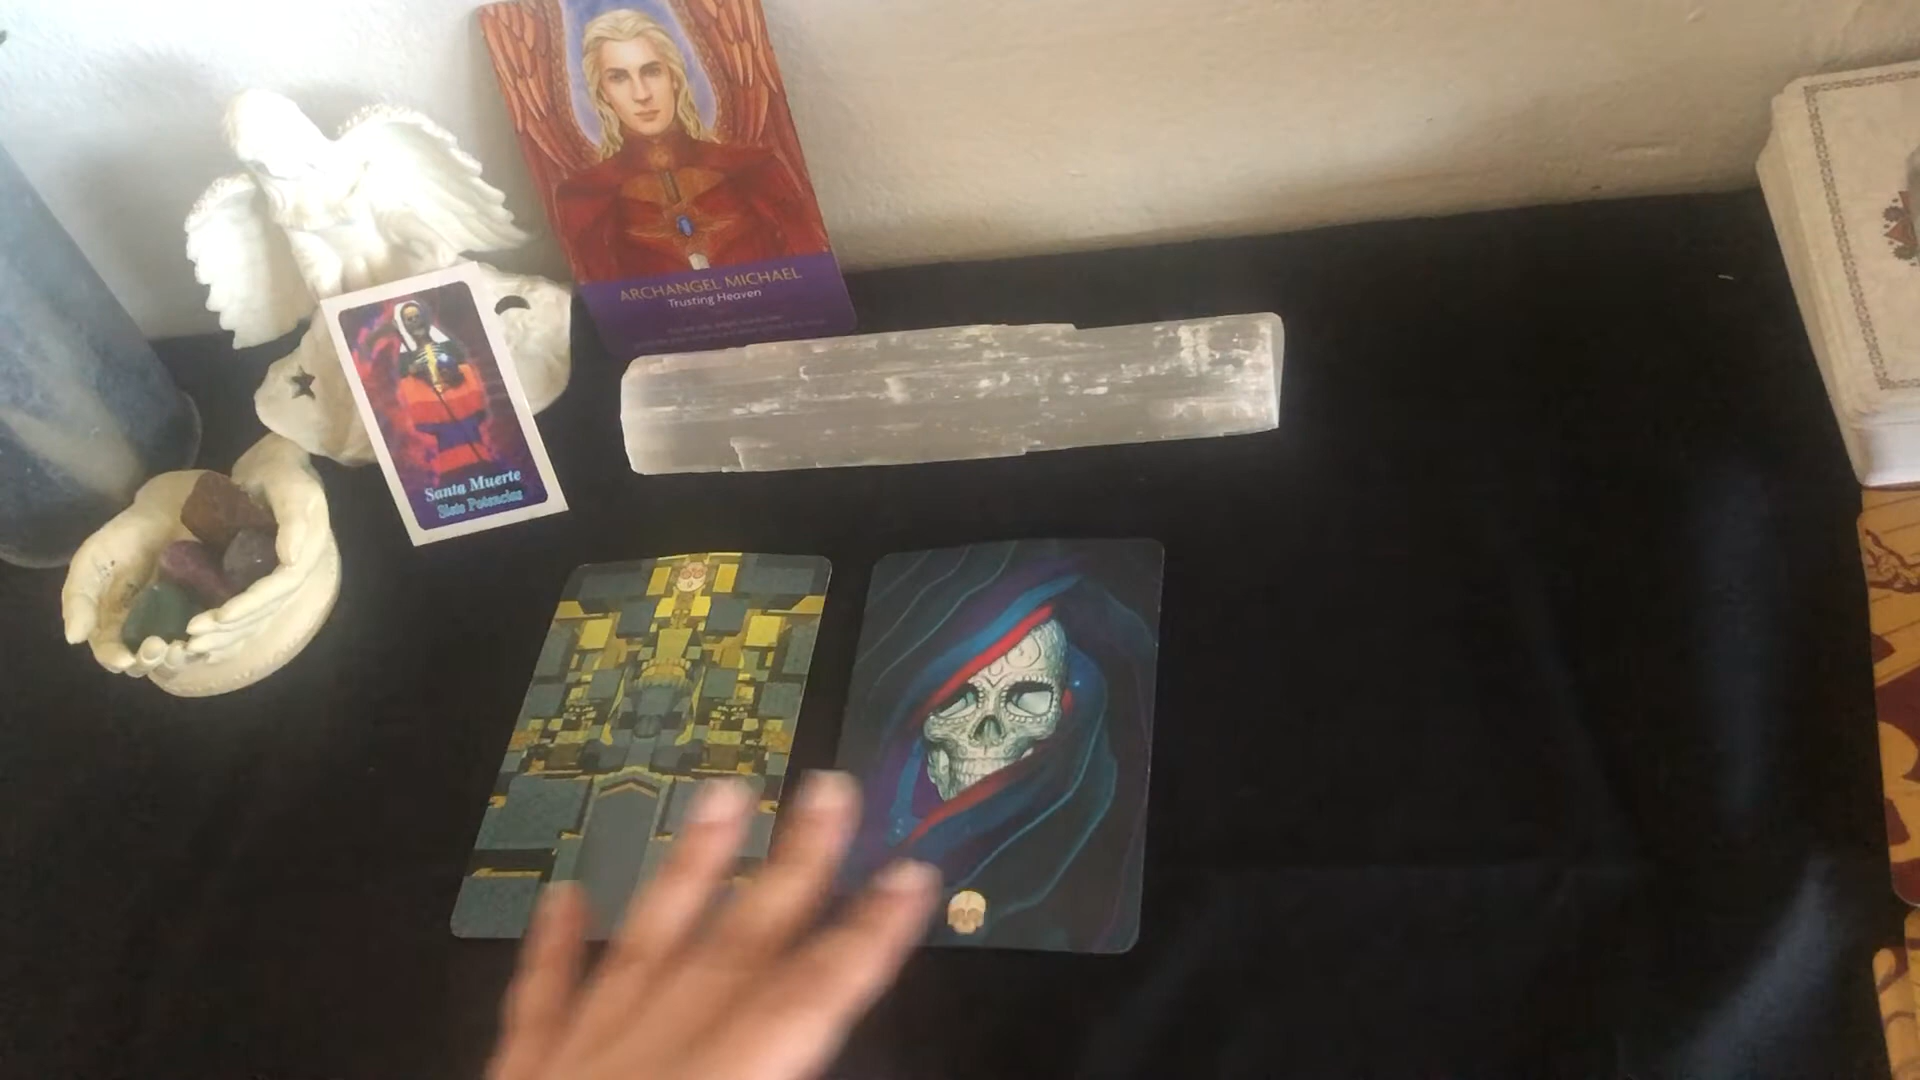 ARCHANGEL MICHAEL
Trusting Heaven
Santa Muerte
Siete Potencias